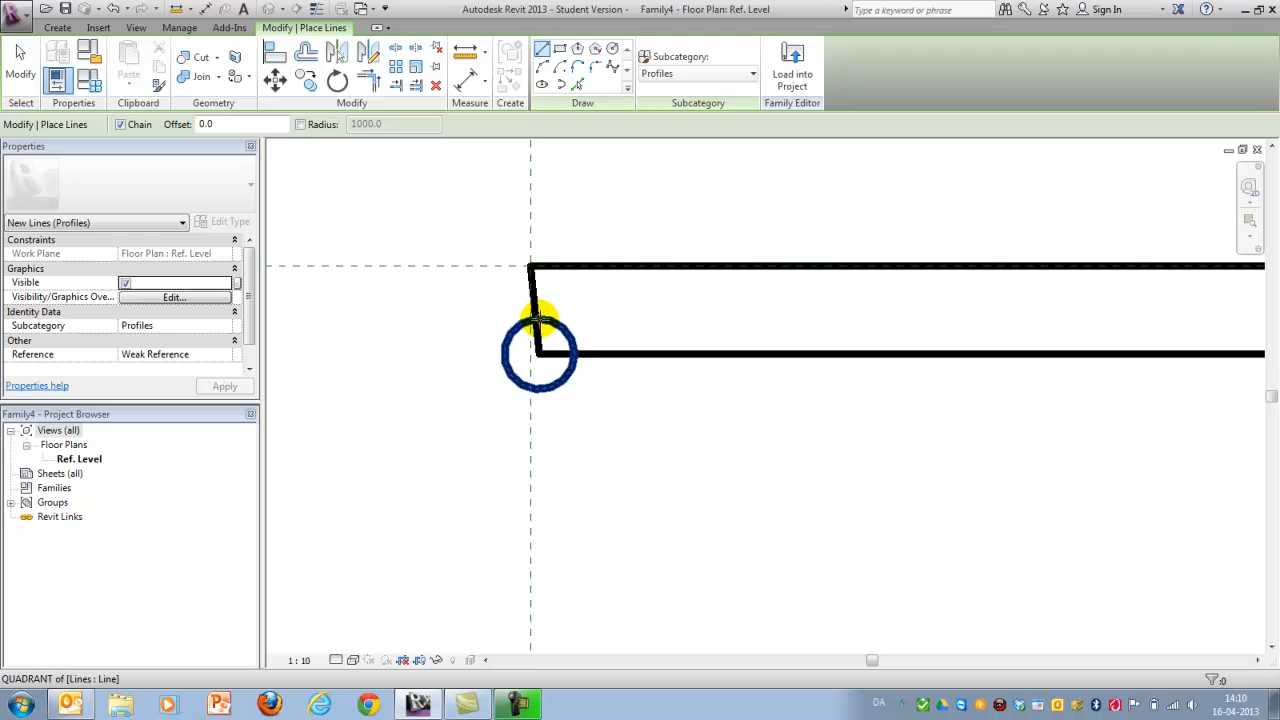 Autodesk Revit 2013 - Student Version - Family4 - Floor Plan: Ref. Level
Type a keyword or phrase
Sign In
Create
Insert
View
Manage
Add-Ins
Modify | Place Lines
Modify
Paste
Cut
Join
Subcategory:
Profiles
Load into
Project
Select
Properties
Clipboard
Geometry
Modify
Measure
Create
Draw
Subcategory
Family Editor
Modify | Place Lines
Chain
Offset: 0.0
Radius: 1000.0
Properties
New Lines (Profiles)
Edit Type
Constraints
Work Plane Floor Plan : Ref. Level
Graphics
Visible
Visibility/Graphics Ove... Edit...
Identity Data
Subcategory Profiles
Other
Reference Weak Reference
Properties help
Apply
Family4 - Project Browser
Views (all)
Floor Plans
Ref. Level
Sheets (all)
Families
Groups
Revit Links
1 : 10
QUADRANT of [Lines : Line]
:0
DA
14:10
16-04-2013